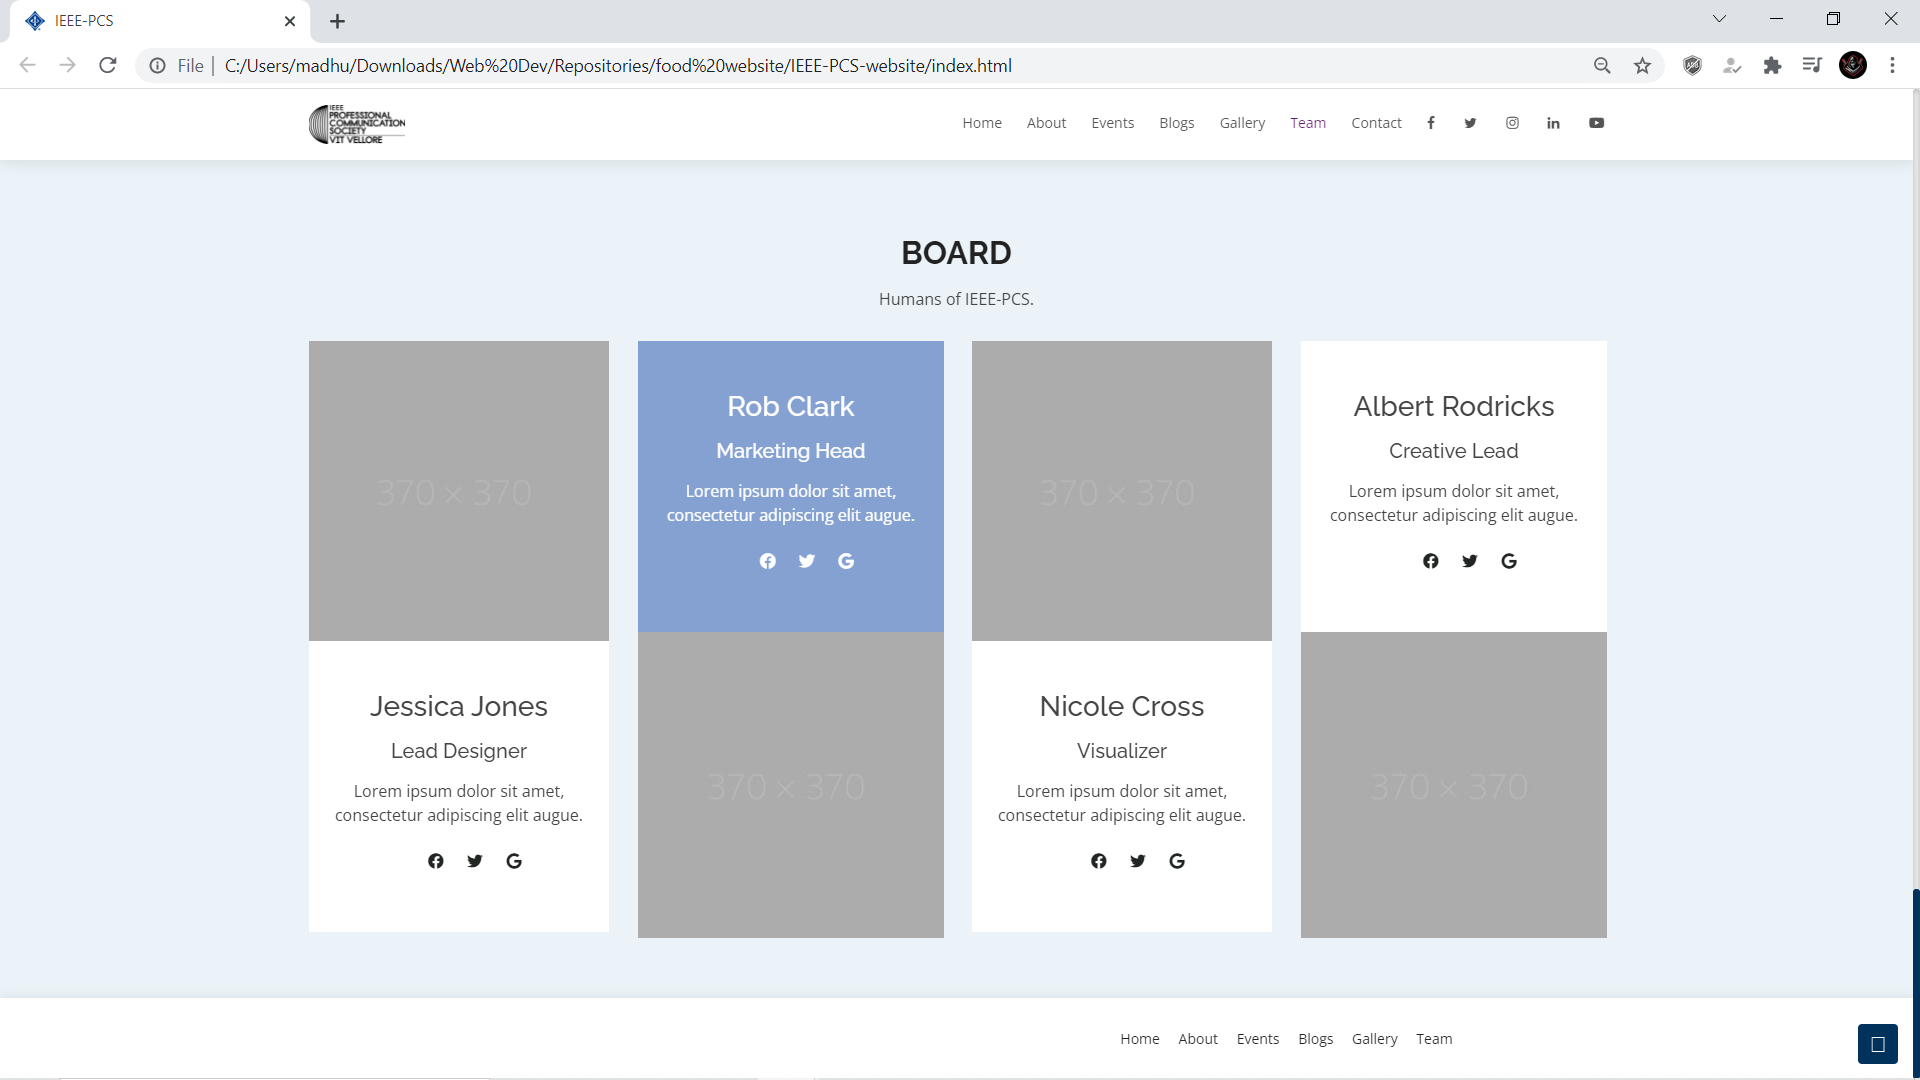 IEEE-PCS
File
C:/Users/madhu/Downloads/Web%20Dev/Repositories/food%20website/IEEE-PCS-website/index.html
IEEE
PROFESSIONAL
COMMUNICATION
SOCIETY
VIT VELLORE
Home About Events Blogs Gallery Team Contact
BOARD
Humans of IEEE-PCS.
370 × 370
Jessica Jones
Lead Designer
Lorem ipsum dolor sit amet,
consectetur adipiscing elit augue.
Rob Clark
Marketing Head
Lorem ipsum dolor sit amet,
consectetur adipiscing elit augue.
370 × 370
370 × 370
Nicole Cross
Visualizer
Lorem ipsum dolor sit amet,
consectetur adipiscing elit augue.
Albert Rodricks
Creative Lead
Lorem ipsum dolor sit amet,
consectetur adipiscing elit augue.
370 × 370
Home About Events Blogs Gallery Team